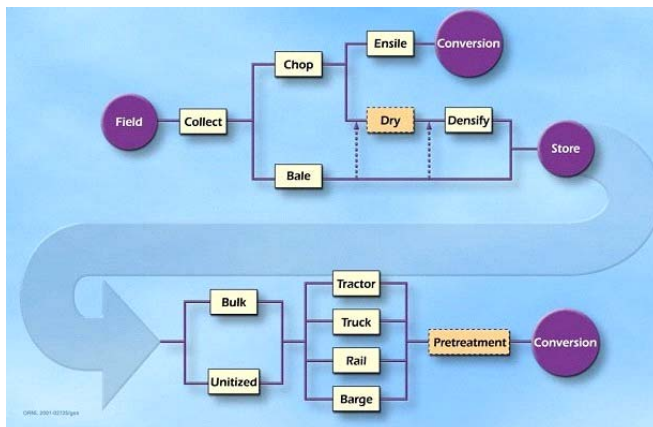 Ensile
Conversion
Chop
Field
Collect
Dry
Densify
Store
Bale
Tractor
Bulk
Truck
Pretreatment
Conversion
Rail
Unitized
Barge